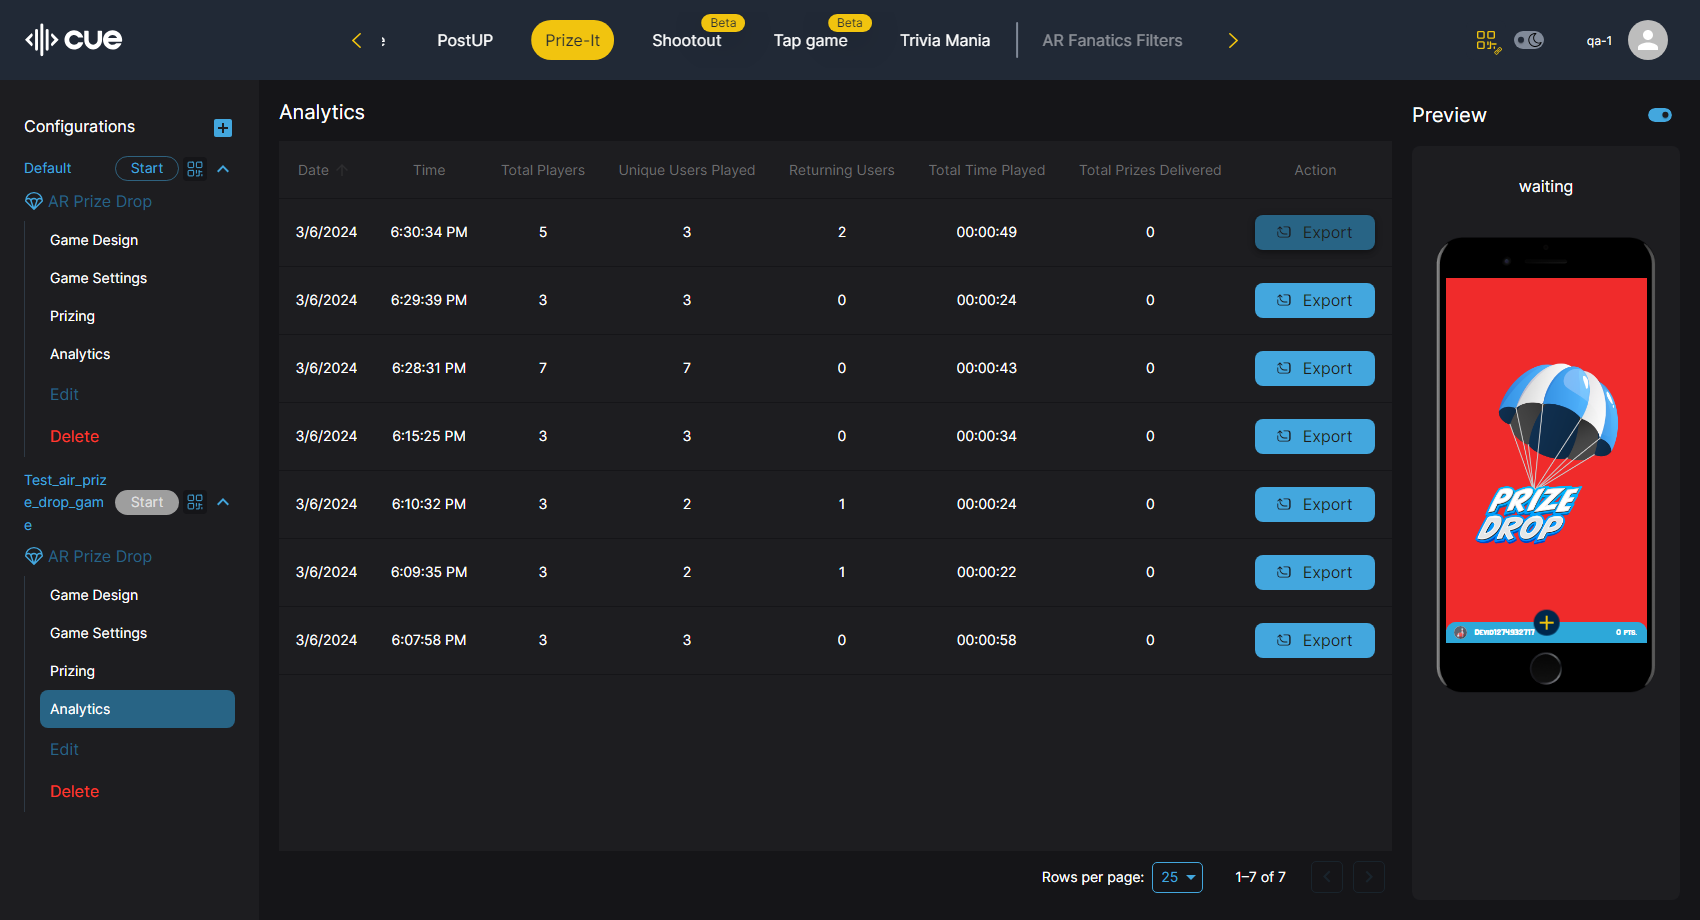 cue
e
PostUP
Prize-It
Beta
Shootout
Beta
Tap game
Trivia Mania
AR Fanatics Filters
qa-1
Configurations
Default
Start
AR Prize Drop
Game Design
Game Settings
Prizing
Analytics
Edit
Delete
Test_air_priz
e_drop_gam
e
Start
AR Prize Drop
Game Design
Game Settings
Prizing
Analytics
Edit
Delete
Analytics
Date Time Total Players Unique Users Played Returning Users Total Time Played Total Prizes Delivered Action
3/6/2024 6:30:34 PM 5 3 2 00:00:49 0 Export
3/6/2024 6:29:39 PM 3 3 0 00:00:24 0 Export
3/6/2024 6:28:31 PM 7 7 0 00:00:43 0 Export
3/6/2024 6:15:25 PM 3 3 0 00:00:34 0 Export
3/6/2024 6:10:32 PM 3 2 1 00:00:24 0 Export
3/6/2024 6:09:35 PM 3 2 1 00:00:22 0 Export
3/6/2024 6:07:58 PM 3 3 0 00:00:58 0 Export
Rows per page: 25 1–7 of 7
Preview
waiting
PRIZE
DROP
0 PTS.